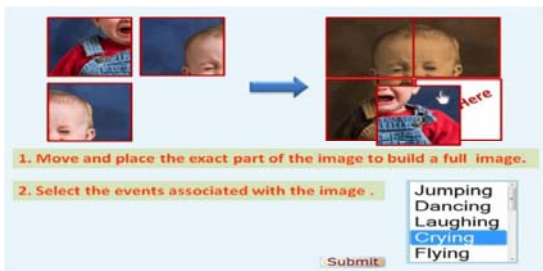 Here
1. Move and place the exact part of the image to build a full image.
2. Select the events associated with the image .
Jumping
Dancing
Laughing
Crying
Flying
Submit